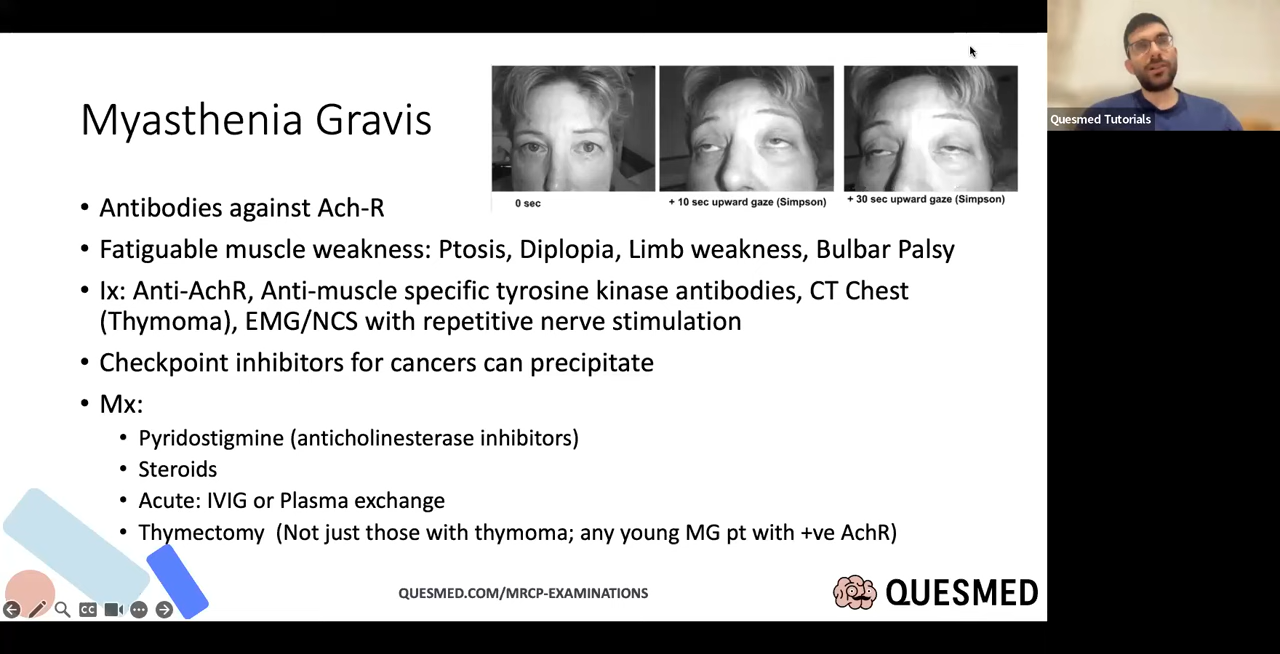 Myasthenia Gravis
0 sec
+ 10 sec upward gaze (Simpson)
+ 30 sec upward gaze (Simpson)
Quesmed Tutorials
• Antibodies against Ach-R
• Fatiguable muscle weakness: Ptosis, Diplopia, Limb weakness, Bulbar Palsy
• Ix: Anti-AchR, Anti-muscle specific tyrosine kinase antibodies, CT Chest
(Thymoma), EMG/NCS with repetitive nerve stimulation
• Checkpoint inhibitors for cancers can precipitate
• Mx:
• Pyridostigmine (anticholinesterase inhibitors)
• Steroids
• Acute: IVIG or Plasma exchange
• Thymectomy (Not just those with thymoma; any young MG pt with +ve AchR)
CC
QUESMED.COM/MRCP-EXAMINATIONS
QUESMED